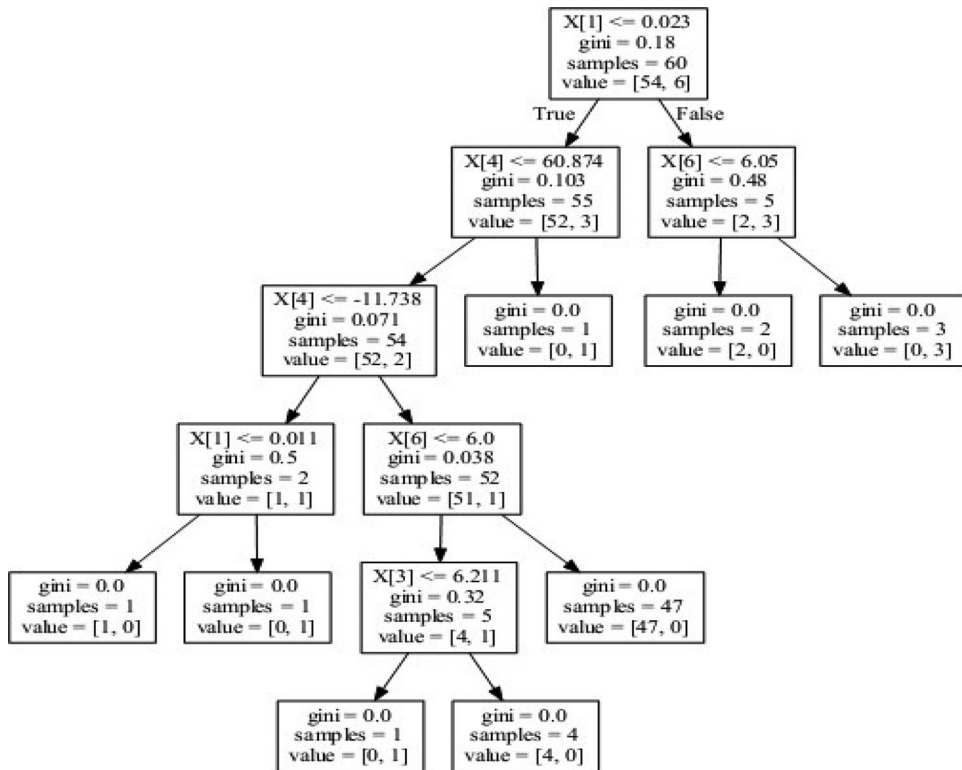 X[1] <= 0.023
gini = 0.18
samples = 60
value = [54, 6]
True
False
X[4] <= 60.874
gini = 0.103
samples = 55
value = [52, 3]
X[6] <= 6.05
gini = 0.48
samples = 5
value = [2, 3]
X[4] <= -11.738
gini = 0.071
samples = 54
value = [52, 2]
gini = 0.0
samples = 1
value = [0, 1]
gini = 0.0
samples = 2
value = [2, 0]
gini = 0.0
samples = 3
value = [0, 3]
X[1] <= 0.011
gini = 0.5
samples = 2
value = [1, 1]
X[6] <= 6.0
gini = 0.038
samples = 52
value = [51, 1]
gini = 0.0
samples = 1
value = [1, 0]
gini = 0.0
samples = 1
value = [0, 1]
X[3] <= 6.211
gini = 0.32
samples = 5
value = [4, 1]
gini = 0.0
samples = 47
value = [47, 0]
gini = 0.0
samples = 1
value = [0, 1]
gini = 0.0
samples = 4
value = [4, 0]